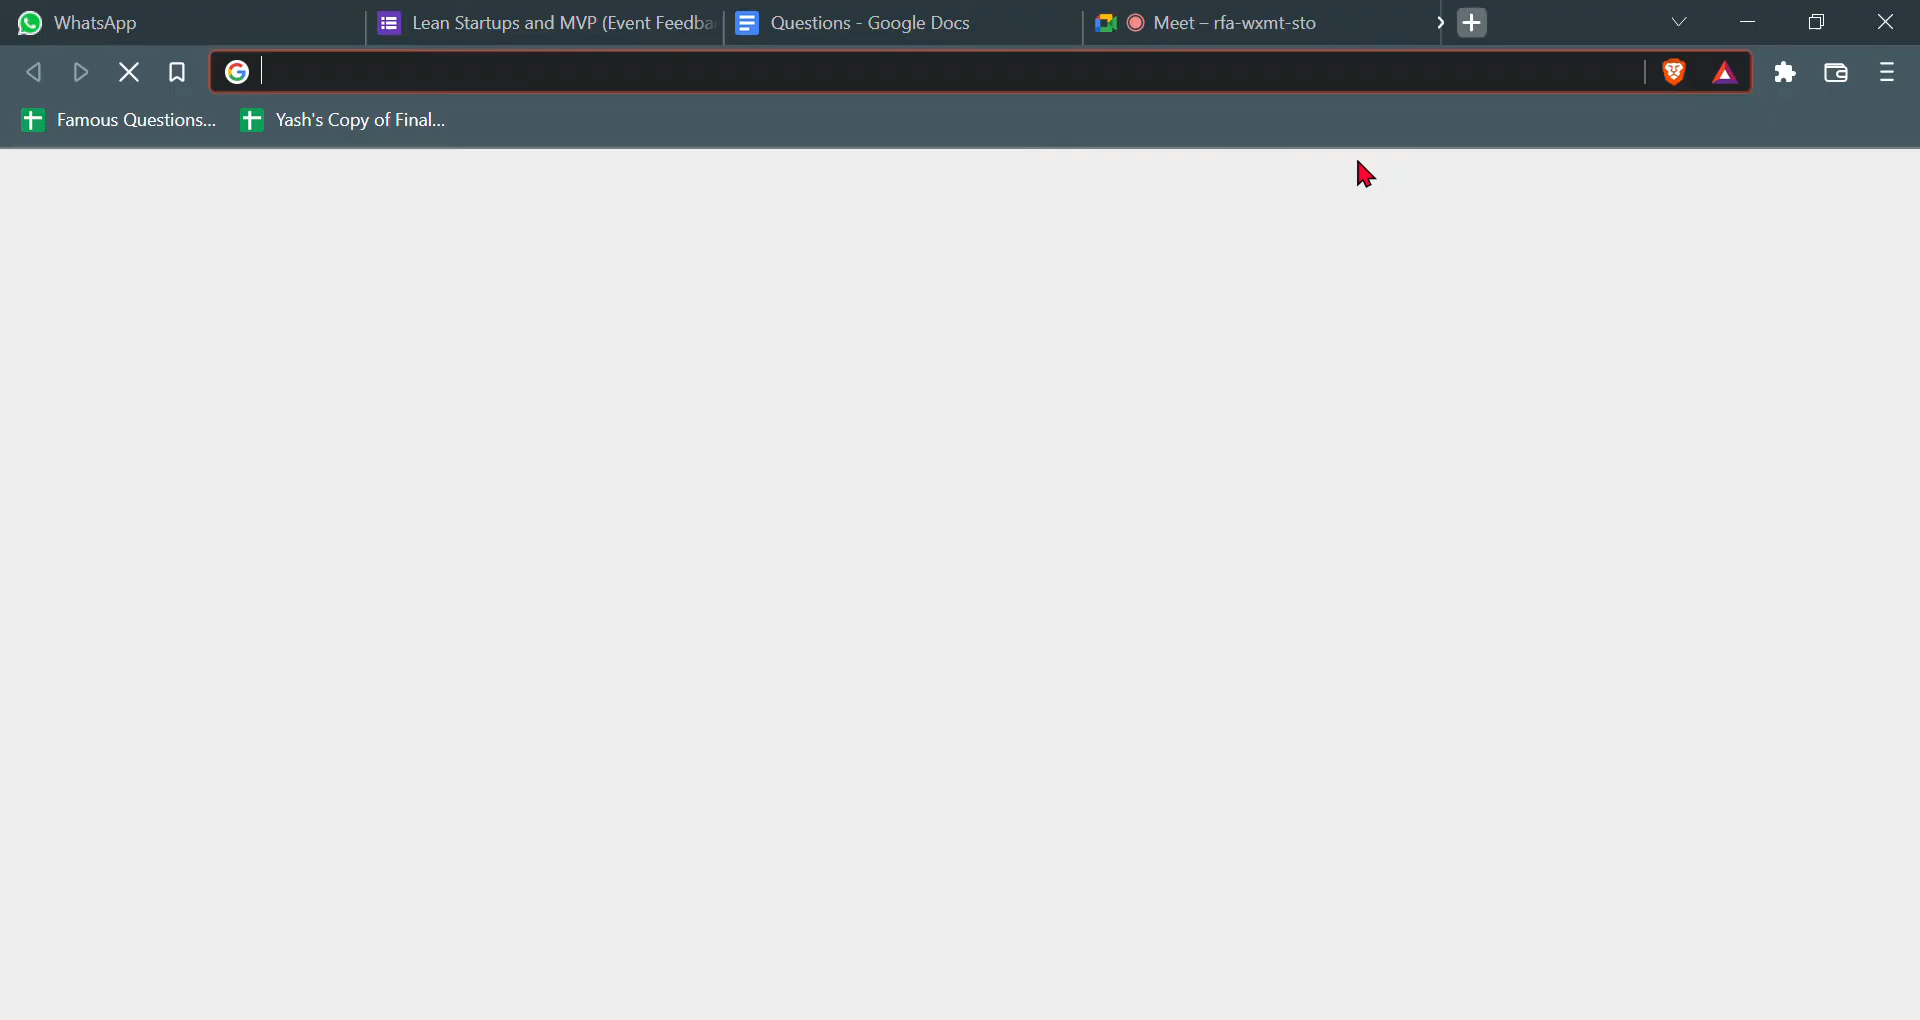 WhatsApp
Lean Startups and MVP (Event Feedba
Questions - Google Docs
Meet – rfa-wxmt-sto
Famous Questions...
Yash's Copy of Final...